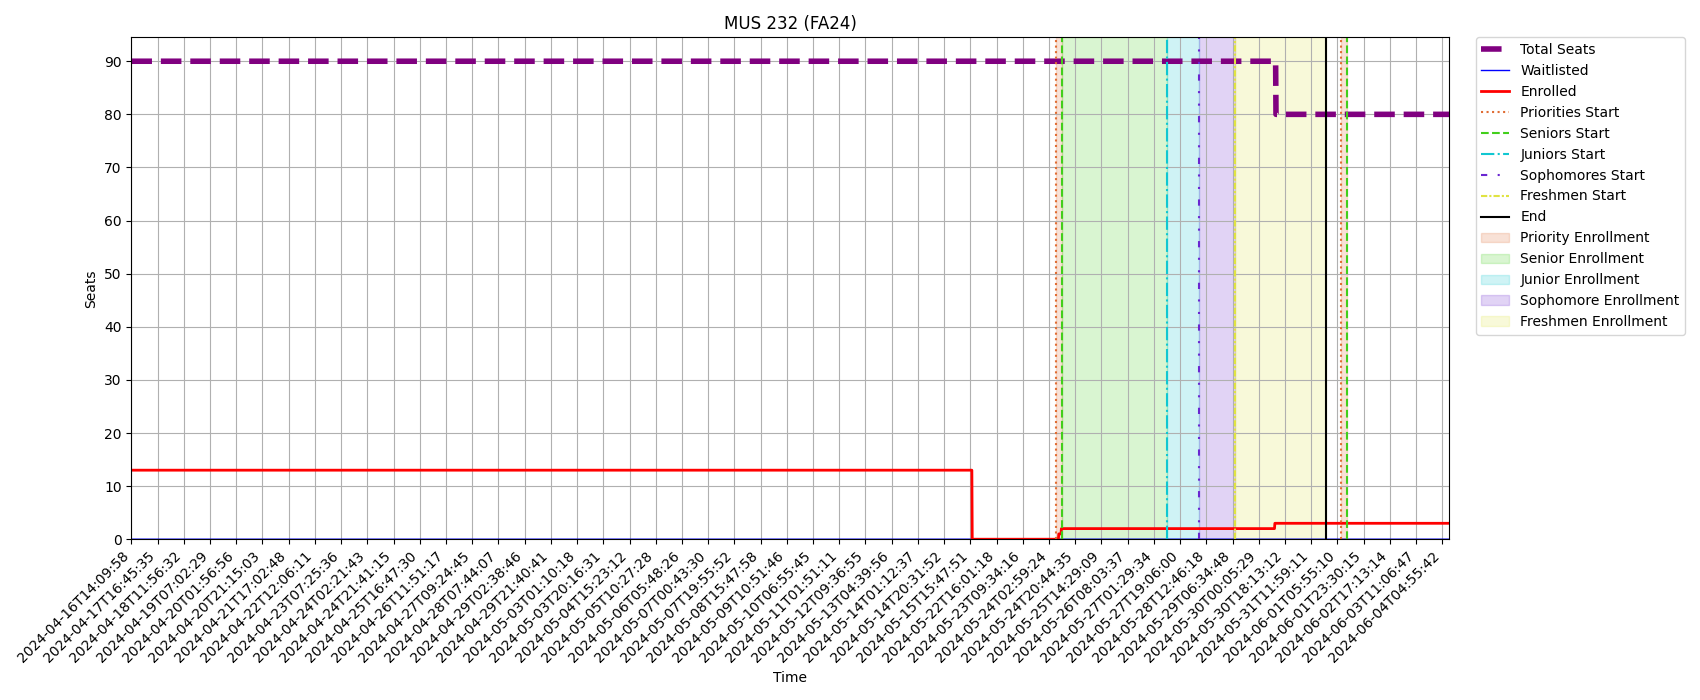 MUS 232 (FA24)
Seats
90
80
70
60
50
40
30
20
10
0
2024-04-16T14:09:58
2024-04-17T16:45:35
2024-04-18T11:56:32
2024-04-19T07:02:29
2024-04-20T01:56:56
2024-04-20T21:15:03
2024-04-21T17:02:48
2024-04-22T12:06:11
2024-04-23T07:25:36
2024-04-24T02:21:43
2024-04-24T21:41:15
2024-04-25T16:47:30
2024-04-26T11:51:17
2024-04-27T09:24:45
2024-04-28T07:44:07
2024-04-29T02:38:46
2024-04-29T21:40:41
2024-05-03T01:10:18
2024-05-03T20:16:31
2024-05-04T15:23:12
2024-05-05T10:27:28
2024-05-06T05:48:26
2024-05-07T00:43:30
2024-05-07T19:55:52
2024-05-08T15:47:58
2024-05-09T10:51:46
2024-05-10T06:55:45
2024-05-11T01:51:11
2024-05-12T09:36:55
2024-05-13T04:39:56
2024-05-14T01:12:37
2024-05-14T20:31:52
2024-05-15T15:47:51
2024-05-22T16:01:18
2024-05-23T09:34:16
2024-05-24T02:59:24
2024-05-24T20:44:35
2024-05-25T14:29:09
2024-05-26T08:03:37
2024-05-27T01:29:34
2024-05-27T19:06:00
2024-05-28T12:46:18
2024-05-29T06:34:48
2024-05-30T00:05:29
2024-05-30T18:13:12
2024-05-31T11:59:11
2024-06-01T05:55:10
2024-06-01T23:30:15
2024-06-02T17:13:14
2024-06-03T11:06:47
2024-06-04T04:55:42
Time
Total Seats
Waitlisted
Enrolled
Priorities Start
Seniors Start
Juniors Start
Sophomores Start
Freshmen Start
End
Priority Enrollment
Senior Enrollment
Junior Enrollment
Sophomore Enrollment
Freshmen Enrollment